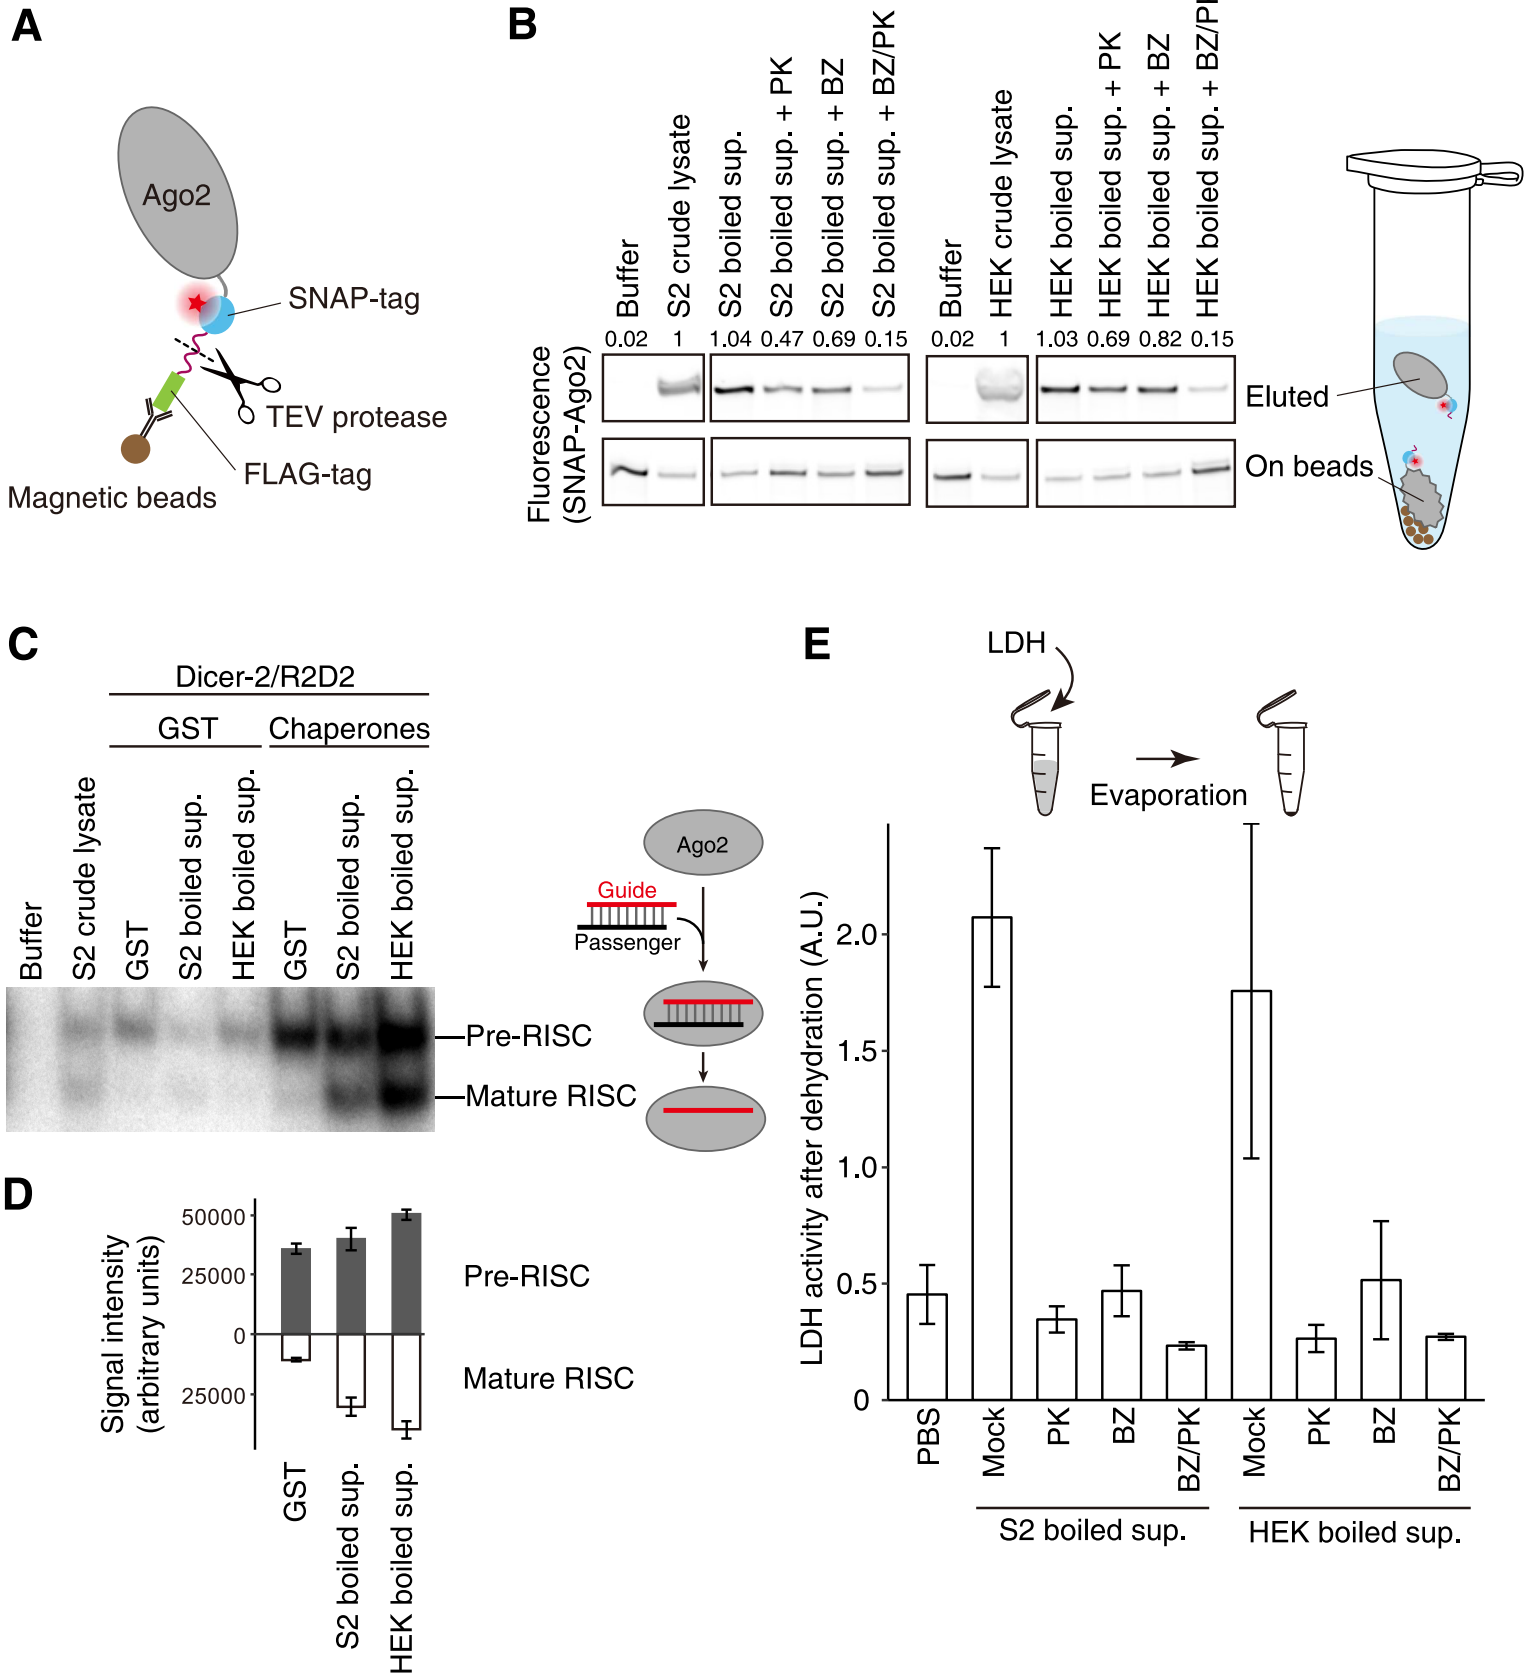 A
Ago2
SNAP-tag
TEV protease
FLAG-tag
Magnetic beads
B
Fluorescence
(SNAP-Ago2)
Buffer
S2 crude lysate
S2 boiled sup.
S2 boiled sup. + PK
S2 boiled sup. + BZ
S2 boiled sup. + BZ/PK
Buffer
HEK crude lysate
HEK boiled sup.
HEK boiled sup. + PK
HEK boiled sup. + BZ
HEK boiled sup. +
0.02 1 1.04 0.47 0.69 0.15 0.02 1 1.03 0.69 0.82 0.15
Eluted
On beads
C
Dicer-2/R2D2
GST Chaperones
Buffer
S2 crude lysate
GST
S2 boiled sup.
HEK boiled sup.
GST
S2 boiled sup.
HEK boiled sup.
Pre-RISC
Mature RISC
Ago2
Guide
Passenger
D
Signal intensity
(arbitrary units)
50000
25000
0
25000
Pre-RISC
Mature RISC
GST
S2 boiled sup.
HEK boiled sup.
E
LDH
Evaporation
LDH activity after dehydration (A.U.)
2.0
1.5
1.0
0.5
0
PBS
Mock
PK
BZ
BZ/PK
Mock
PK
BZ
BZ/PK
S2 boiled sup.
HEK boiled sup.